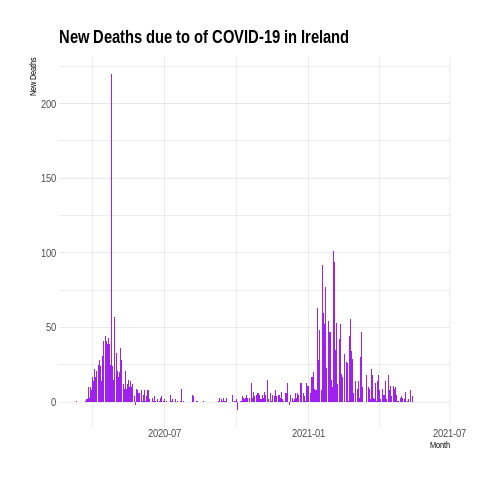 New Deaths due to of COVID-19 in Ireland
New Deaths
200
150
100
50
0
2020-07
2021-01
2021-07
Month